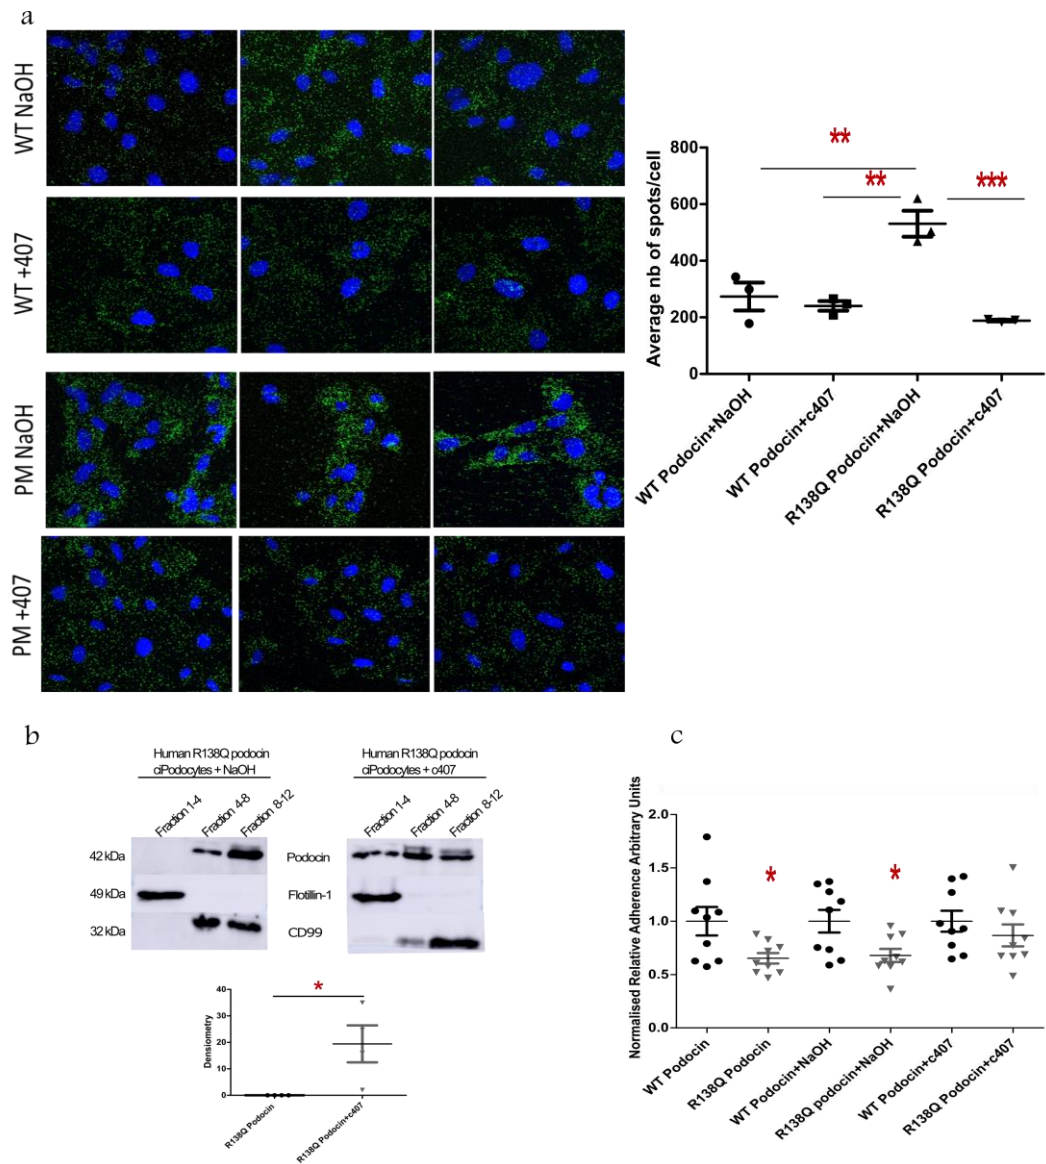 a
WT NaOH
WT +407
PM NaOH
PM +407
Average nb of spots/cell
800
600
400
200
0
**
**
***
WT Podocin+NaOH
WT Podocin+c407
R138Q Podocin+NaOH
R138Q Podocin+c407
b
Human R138Q podocin
ciPodocytes + NaOH
Human R138Q podocin
ciPodocytes + c407
Fraction 1-4
Fraction 4-8
Fraction 8-12
Fraction 1-4
Fraction 4-8
Fraction 8-12
42 kDa
Podocin
49 kDa
Flotillin-1
32 kDa
CD99
Densiometry
40
30
20
10
0
*
R138Q Podocin
R138Q Podocin+c407
c
Normalised Relative Adherence Arbitrary Units
2.0
1.5
1.0
0.5
0.0
*
*
WT Podocin
R138Q Podocin
WT Podocin+NaOH
R138Q podocin+NaOH
WT Podocin+c407
R138Q Podocin+c407